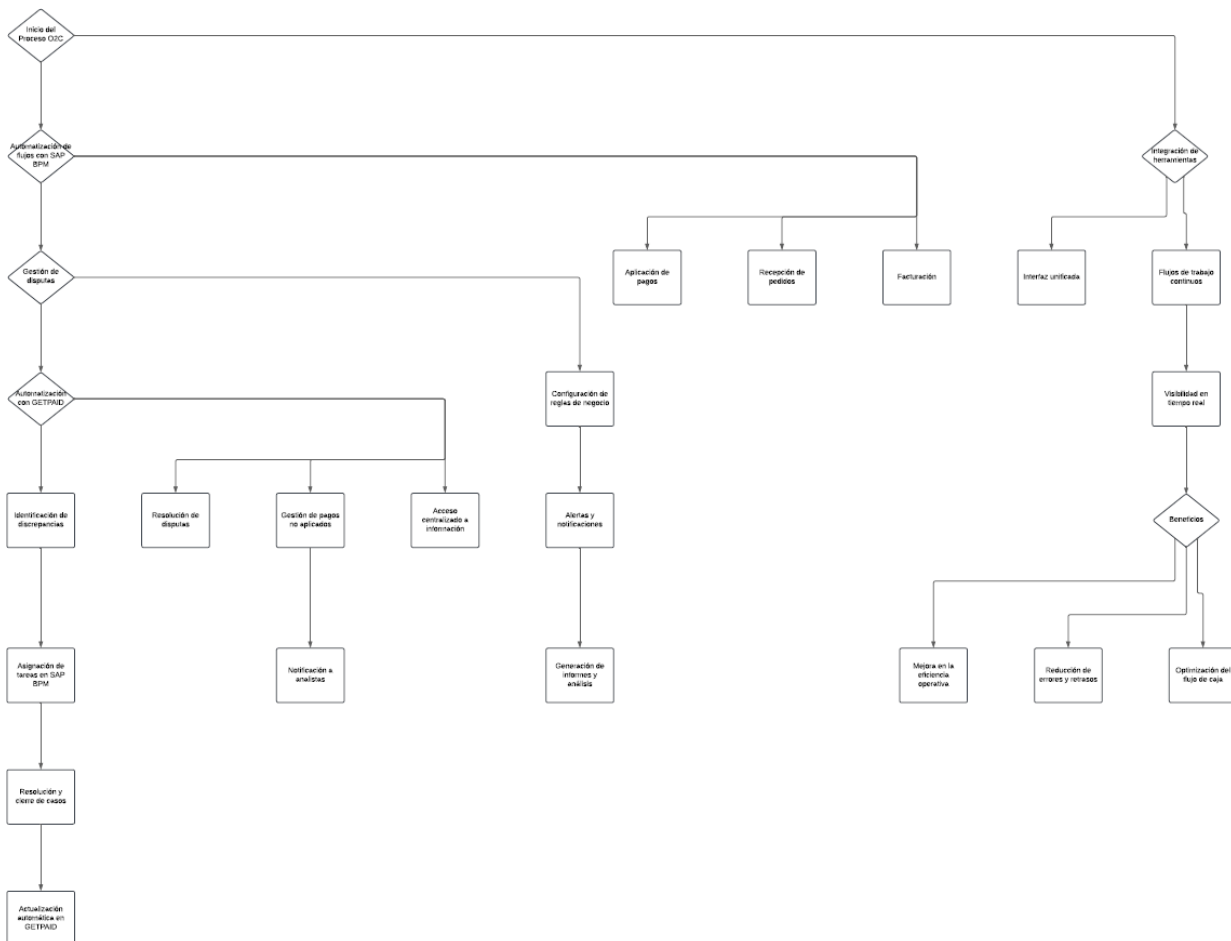 Inicio del
Proceso O2C
Automatización de
flujos con SAP
BPM
Integración de
herramientas
Gestión de
disputas
Aplicación de
pagos
Recepción de
pedidos
Facturación
Interfaz unificada
Flujos de trabajo
continuos
Automatización
con GETPAID
Configuración de
reglas de negocio
Visibilidad en
tiempo real
Identificación de
discrepancias
Resolución de
disputas
Gestión de pagos
no aplicados
Acceso
centralizado a
información
Alertas y
notificaciones
Beneficios
Asignación de
tareas en SAP
BPM
Notificación a
analistas
Generación de
informes y
análisis
Mejora en la
eficiencia
operativa
Reducción de
errores y retrasos
Optimización del
flujo de caja
Resolución y
cierre de casos
Actualización
automática en
GETPAID